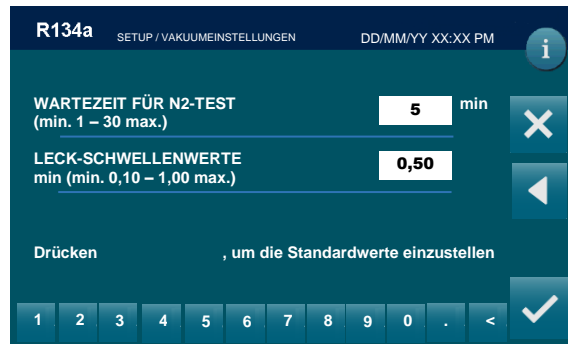 R134a SETUP / VAKUUMEINSTELLUNGEN DD/MM/YY XX:XX PM
i
WARTEZEIT FÜR N2-TEST 5 min
(min. 1 – 30 max.)
LECK-SCHWELLENWERTE 0,50
min (min. 0,10 – 1,00 max.)
Drücken , um die Standardwerte einzustellen
1 2 3 4 5 6 7 8 9 0 . <